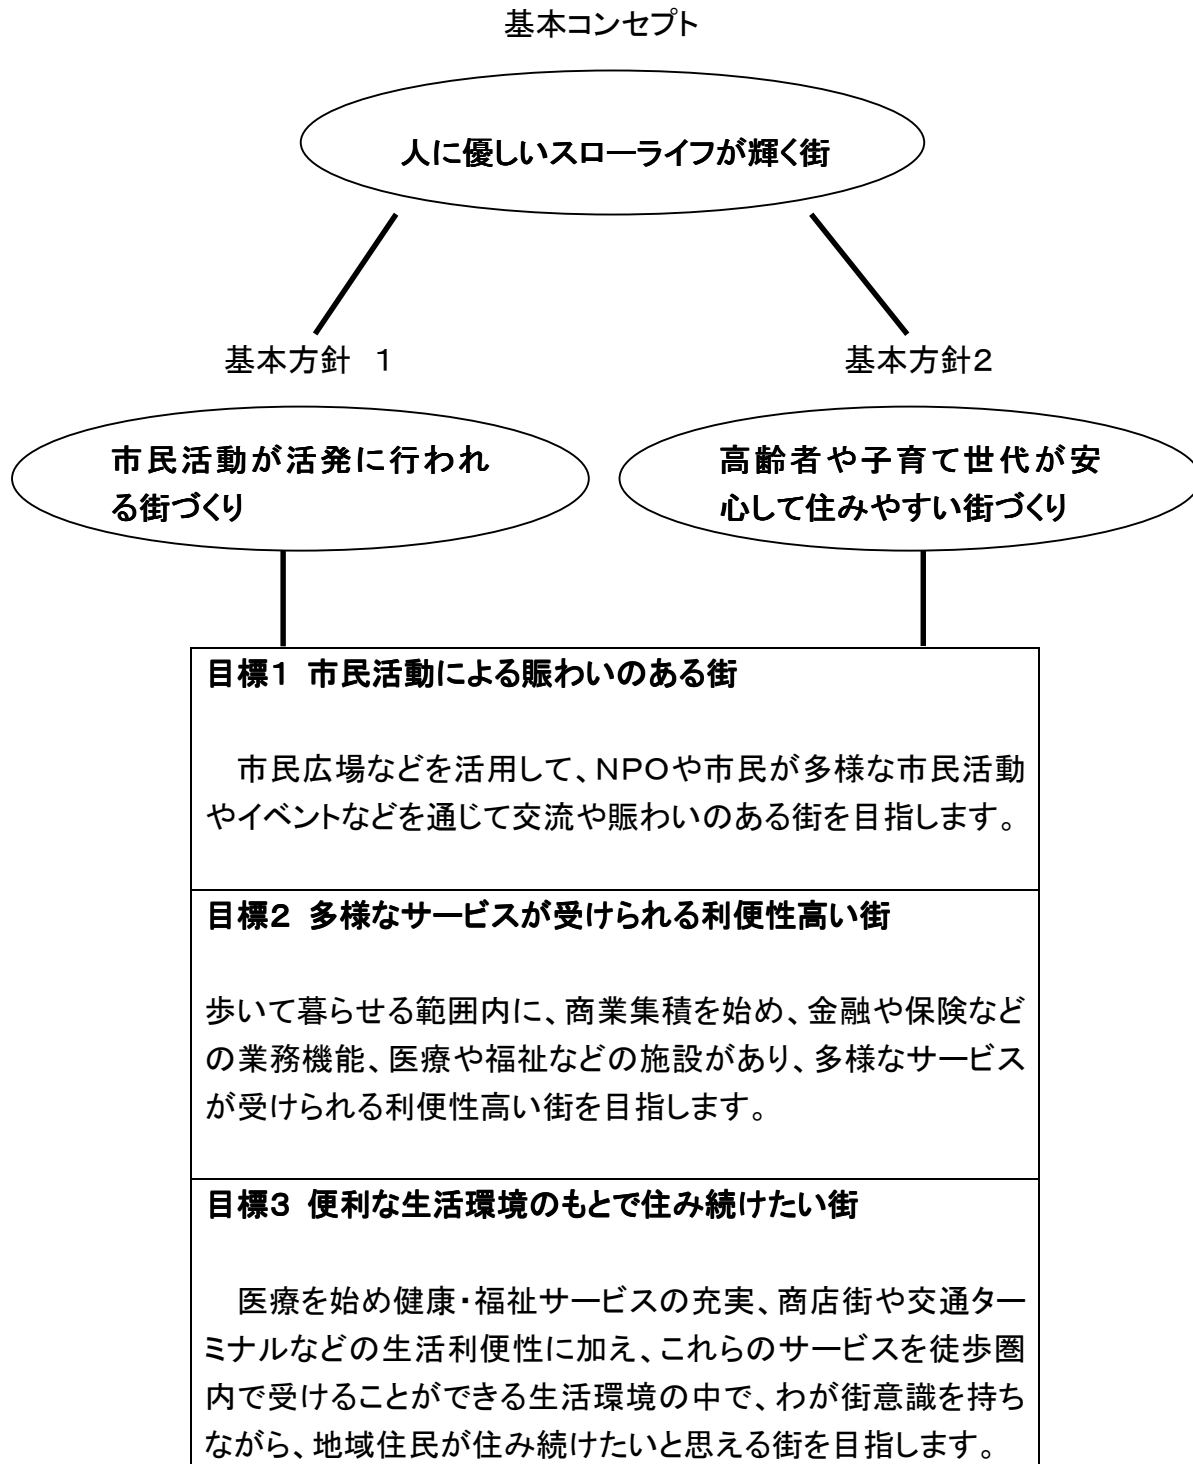 基本コンセプト
人に優しいスローライフが輝く街
基本方針　１
基本方針２
市民活動が活発に行われ
る街づくり
高齢者や子育て世代が安
心して住みやすい街づくり
目標１ 市民活動による賑わいのある街
市民広場などを活用して、ＮＰＯや市民が多様な市民活動
やイベントなどを通じて交流や賑わいのある街を目指します。
目標２ 多様なサービスが受けられる利便性高い街
歩いて暮らせる範囲内に、商業集積を始め、金融や保険など
の業務機能、医療や福祉などの施設があり、多様なサービス
が受けられる利便性高い街を目指します。
目標３ 便利な生活環境のもとで住み続けたい街
医療を始め健康・福祉サービスの充実、商店街や交通ター
ミナルなどの生活利便性に加え、これらのサービスを徒歩圏
内で受けることができる生活環境の中で、わが街意識を持ち
ながら、地域住民が住み続けたいと思える街を目指します。